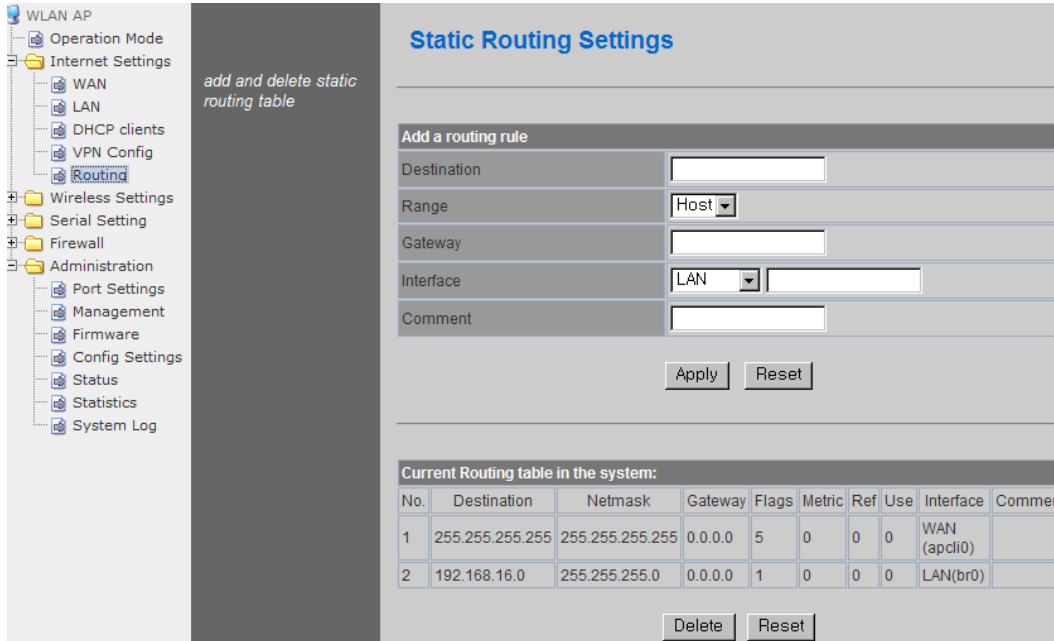 WLAN AP
Operation Mode
Internet Settings
WAN
LAN
DHCP clients
VPN Config
Routing
Wireless Settings
Serial Setting
Firewall
Administration
Port Settings
Management
Firmware
Config Settings
Status
Statistics
System Log
add and delete static
routing table
Static Routing Settings
Add a routing rule
Destination
Range Host
Gateway
Interface LAN
Comment
Apply Reset
Current Routing table in the system:
No. Destination Netmask Gateway Flags Metric Ref Use Interface Commen
1 255.255.255.255 255.255.255.255 0.0.0.0 5 0 0 0 WAN
(apcli0)
2 192.168.16.0 255.255.255.0 0.0.0.0 1 0 0 0 LAN(br0)
Delete Reset